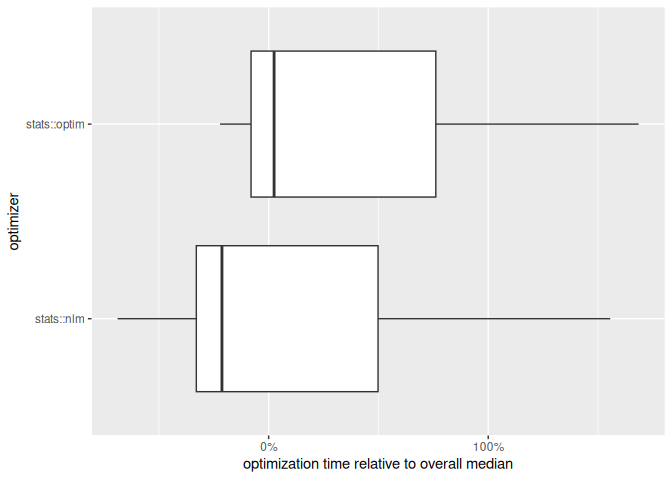 stats::optim
stats::nlm
optimizer
0%
100%
optimization time relative to overall median